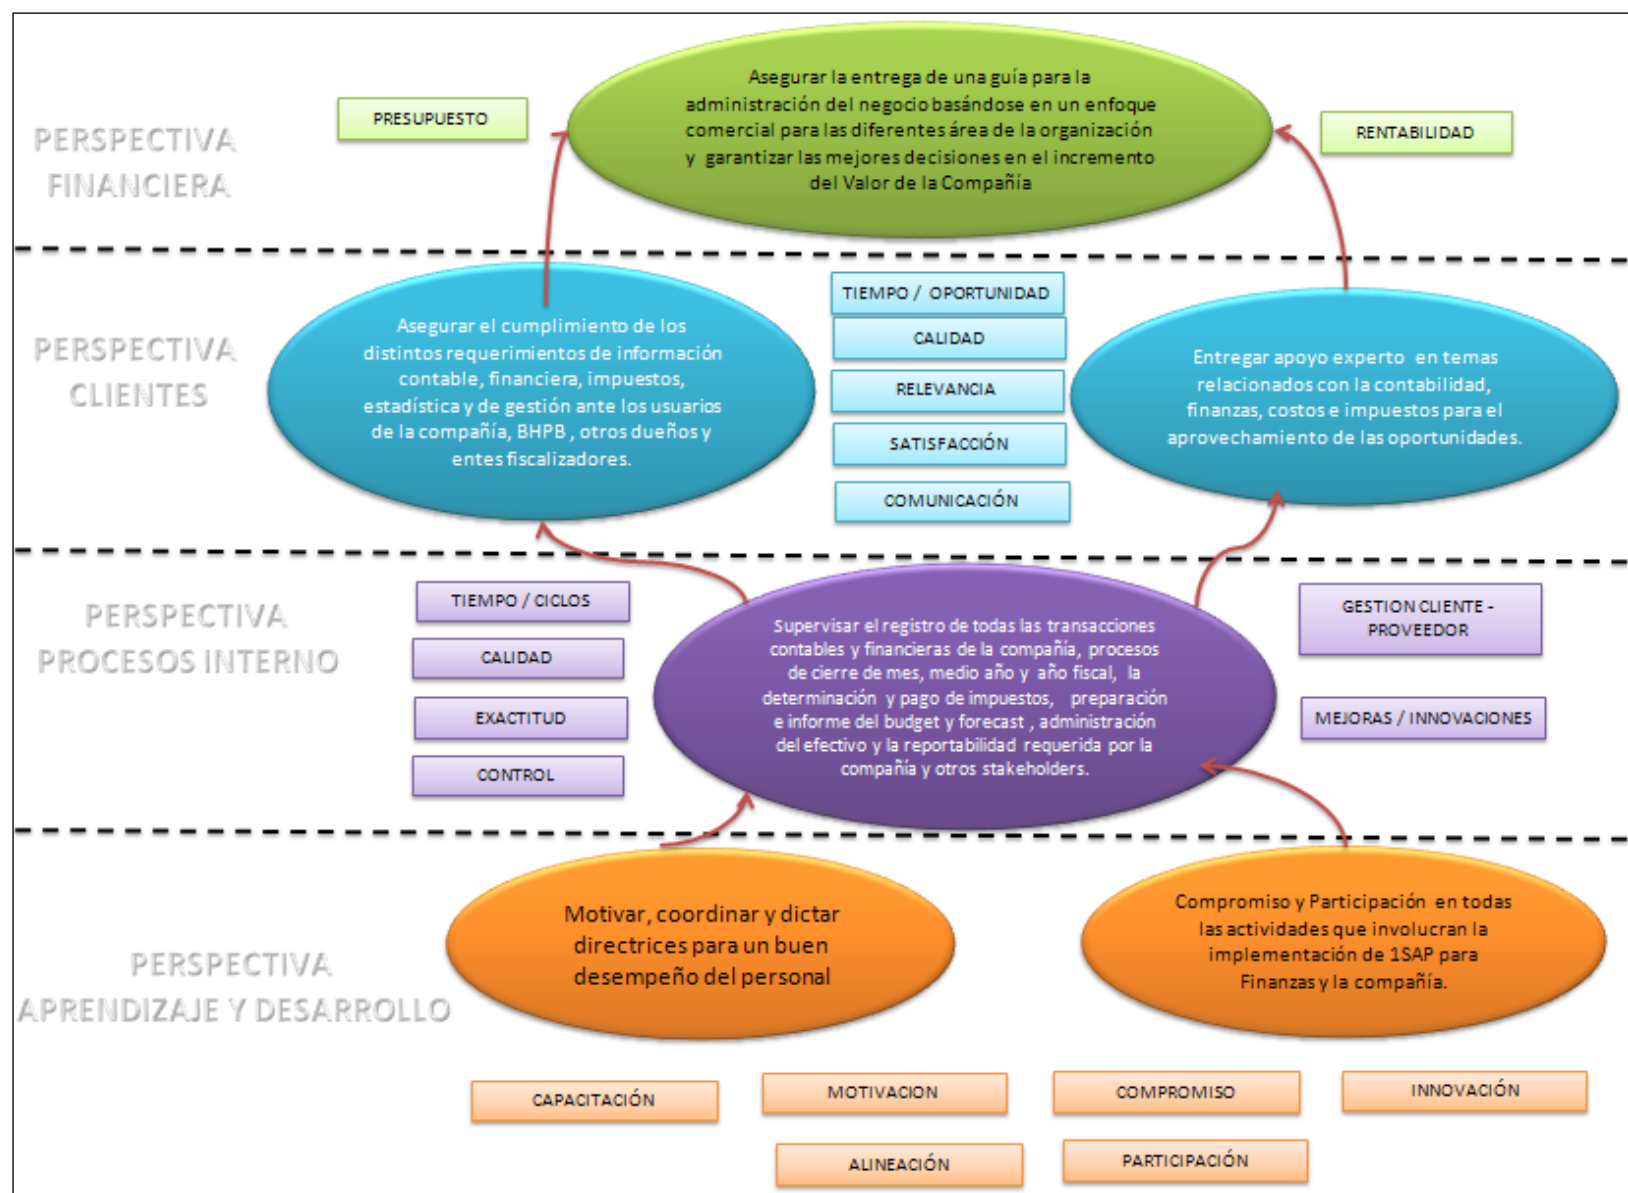 PERSPECTIVA
FINANCIERA
PRESUPUESTO
Asegurar la entrega de una guía para la
administración del negocio basándose en un enfoque
comercial para las diferentes área de la organización
y garantizar las mejores decisiones en el incremento
del Valor de la Compañía
RENTABILIDAD
PERSPECTIVA
CLIENTES
Asegurar el cumplimiento de los
distintos requerimientos de información
contable, financiera, impuestos,
estadística y de gestión ante los usuarios
de la compañía, BHPB , otros dueños y
entes fiscalizadores.
TIEMPO / OPORTUNIDAD
CALIDAD
RELEVANCIA
SATISFACCIÓN
COMUNICACIÓN
Entregar apoyo experto en temas
relacionados con la contabilidad,
finanzas, costos e impuestos para el
aprovechamiento de las oportunidades.
PERSPECTIVA
PROCESOS INTERNO
TIEMPO / CICLOS
CALIDAD
EXACTITUD
CONTROL
Supervisar el registro de todas las transacciones
contables y financieras de la compañía, procesos
de cierre de mes, medio año y año fiscal, la
determinación y pago de impuestos, preparación
e informe del budget y forecast , administración
del efectivo y la reportabilidad requerida por la
compañía y otros stakeholders.
GESTION CLIENTE -
PROVEEDOR
MEJORAS / INNOVACIONES
PERSPECTIVA
APRENDIZAJE Y DESARROLLO
Motivar, coordinar y dictar
directrices para un buen
desempeño del personal
Compromiso y Participación en todas
las actividades que involucran la
implementación de 1SAP para
Finanzas y la compañía.
CAPACITACIÓN
MOTIVACION
COMPROMISO
INNOVACIÓN
ALINEACIÓN
PARTICIPACIÓN